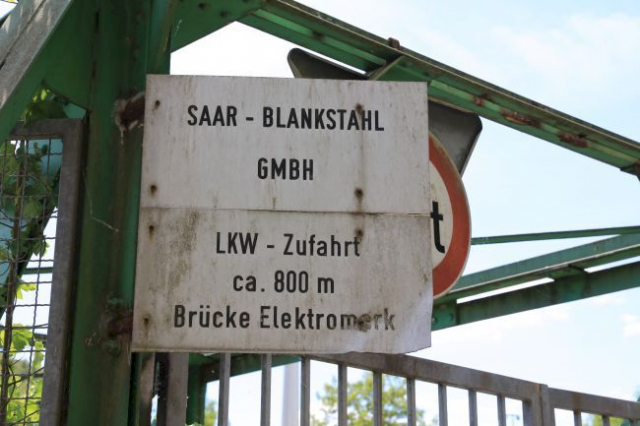 SAAR - BLANKSTAHL
GMBH
LKW - Zufahrt
ca. 800 m
Brücke Elektromerk